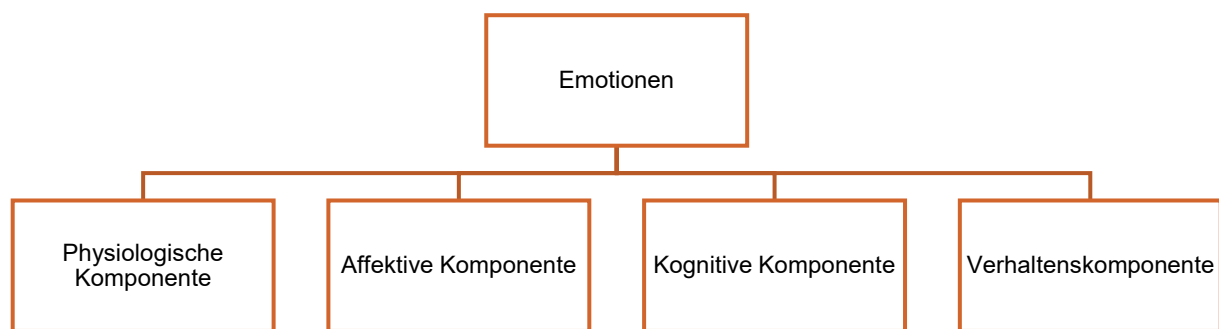 Emotionen
Physiologische
Komponente
Affektive Komponente
Kognitive Komponente
Verhaltenskomponente